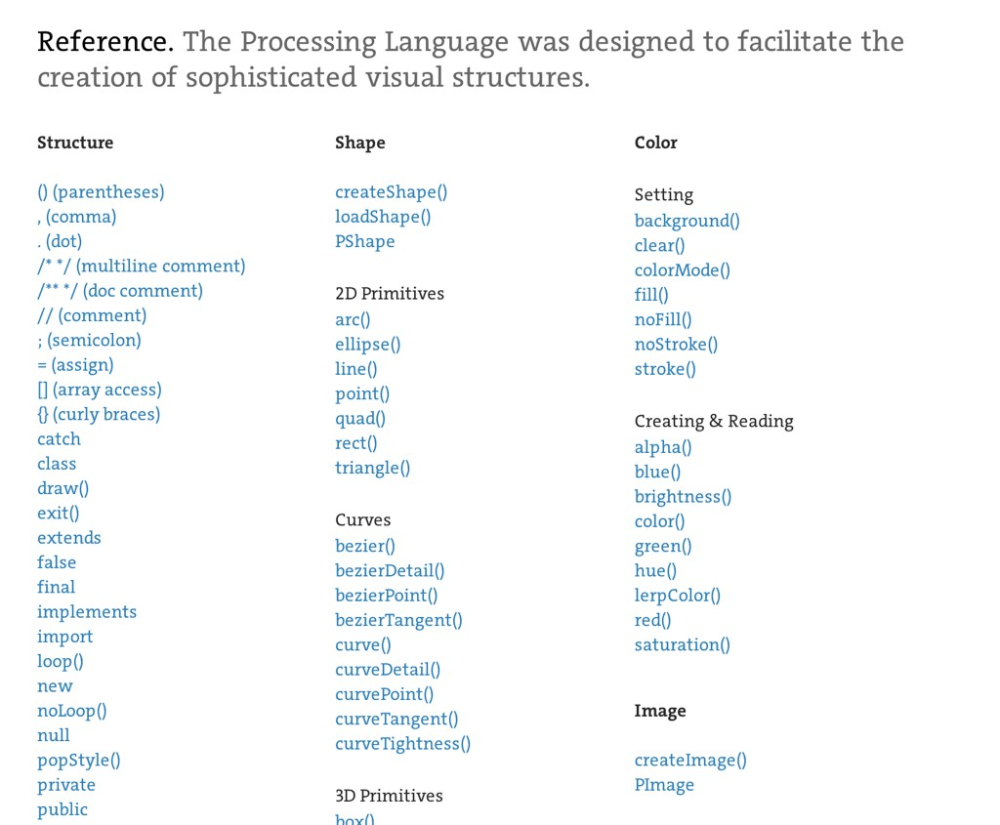 Reference. The Processing Language was designed to facilitate the
creation of sophisticated visual structures.
Structure
() (parentheses)
, (comma)
. (dot)
/* */ (multiline comment)
/** */ (doc comment)
// (comment)
; (semicolon)
= (assign)
[] (array access)
{} (curly braces)
catch
class
draw()
exit()
extends
false
final
implements
import
loop()
new
noLoop()
null
popStyle()
private
public
Shape
createShape()
loadShape()
PShape
2D Primitives
arc()
ellipse()
line()
point()
quad()
rect()
triangle()
Curves
bezier()
bezierDetail()
bezierPoint()
bezierTangent()
curve()
curveDetail()
curvePoint()
curveTangent()
curveTightness()
3D Primitives
box()
Color
Setting
background()
clear()
colorMode()
fill()
noFill()
noStroke()
stroke()
Creating & Reading
alpha()
blue()
brightness()
color()
green()
hue()
lerpColor()
red()
saturation()
Image
createImage()
PImage